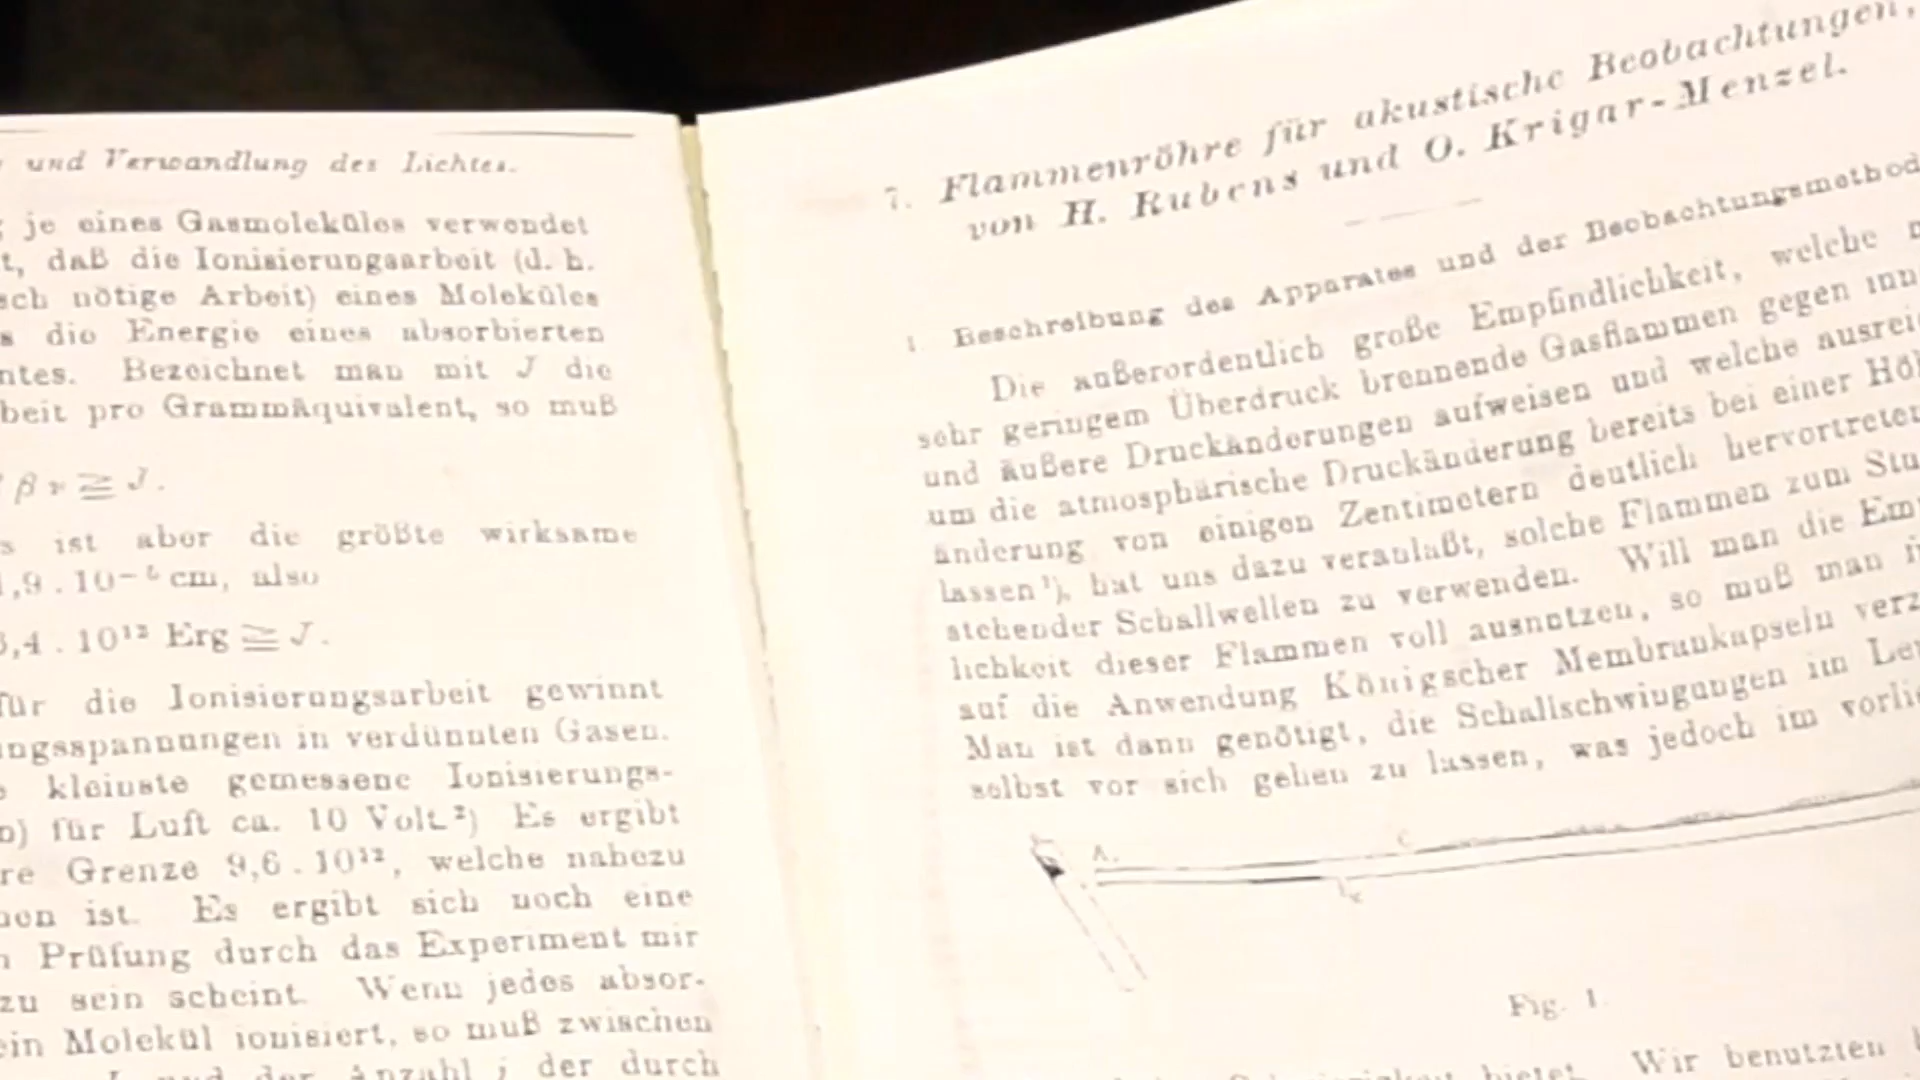 und Verwandlung des Lichtes.
je eines Gasmoleküles verwendet
t, daß die Ionisierungsarbeit (d. h.
sch nötige Arbeit) eines Moleküles
s die Energie eines absorbierten
ntes. Bezeichnet man mit J die
beit pro Grammäquivalent, so muß
β ν ≧ J.
s ist aber die größte wirksame
1,9 . 10⁻⁵ cm, also
6,4 . 10¹² Erg ≧ J.
für die Ionisierungsarbeit gewinnt
ngsspannungen in verdünnten Gasen.
e kleinste gemessene Ionisierungs-
n) für Luft ca. 10 Volt.²) Es ergibt
re Grenze 9,6 . 10¹², welche nahezu
hen ist. Es ergibt sich noch eine
n Prüfung durch das Experiment mir
zu sein scheint. Wenn jedes absor-
ein Molekül ionisiert, so muß zwischen
J und der Anzahl j der durch
7. Flammenröhre für akustische Beobachtungen,
von H. Rubens und O. Krigar-Menzel.
1 Beschreibung des Apparates und der Beobachtungsmethod
Die außerordentlich große Empfindlichkeit, welche
sehr geringem Überdruck brennende Gasflammen gegen inn
und äußere Druckänderungen aufweisen und welche ausrei
um die atmosphärische Druckänderung bereits bei einer Hö
änderung von einigen Zentimetern deutlich hervortrete
lassen¹), hat uns dazu veranlaßt, solche Flammen zum Stu
stehender Schallwellen zu verwenden. Will man die Em
lichkeit dieser Flammen voll ausnutzen, so muß man
auf die Anwendung Königscher Membrankapseln verz
Man ist dann genötigt, die Schallschwingungen im Le
selbst vor sich gehen zu lassen, was jedoch im vorli
A.
C
Fig. 1.
bietet. Wir benutzten